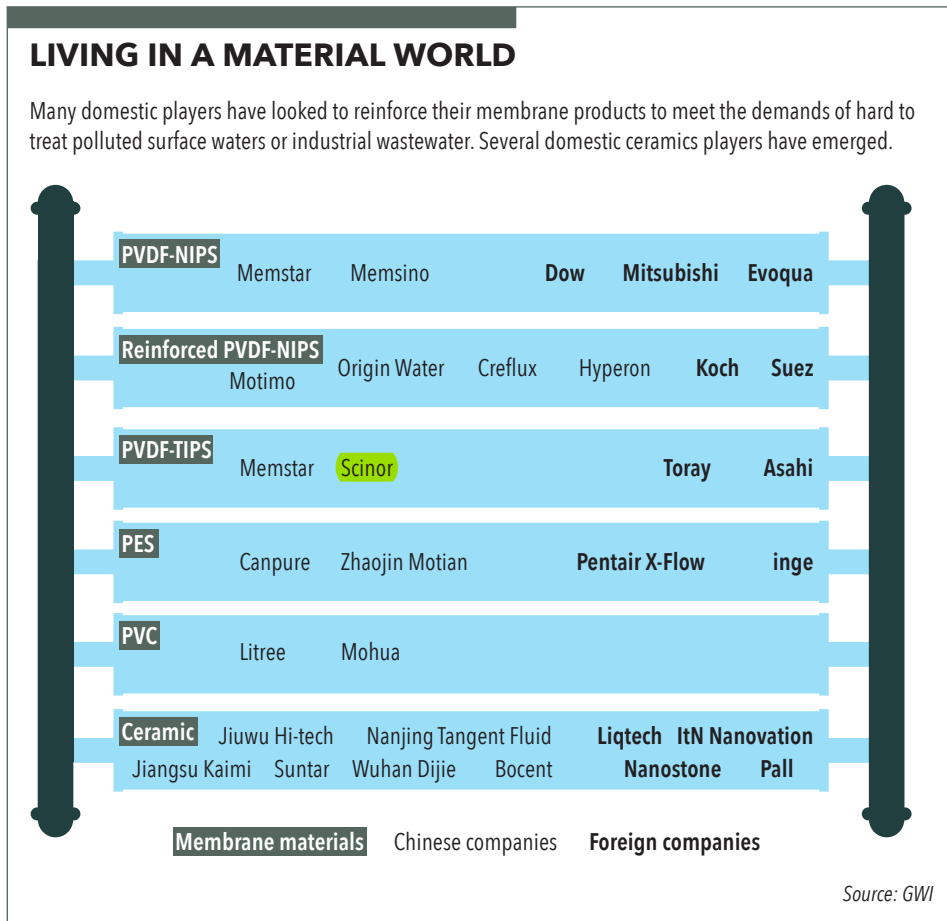 LIVING IN A MATERIAL WORLD
Many domestic players have looked to reinforce their membrane products to meet the demands of hard to
treat polluted surface waters or industrial wastewater. Several domestic ceramics players have emerged.
PVDF-NIPS
Memstar Memsino Dow Mitsubishi Evoqua
Reinforced PVDF-NIPS
Motimo Origin Water Creflux Hyperon Koch Suez
PVDF-TIPS
Memstar Scinor Toray Asahi
PES
Canpure Zhaojin Motian Pentair X-Flow inge
PVC
Litree Mohua
Ceramic Jiuwu Hi-tech Nanjing Tangent Fluid Liqtech ItN Nanovation
Jiangsu Kaimi Suntar Wuhan Dijie Bocent Nanostone Pall
Membrane materials Chinese companies Foreign companies
Source: GWI